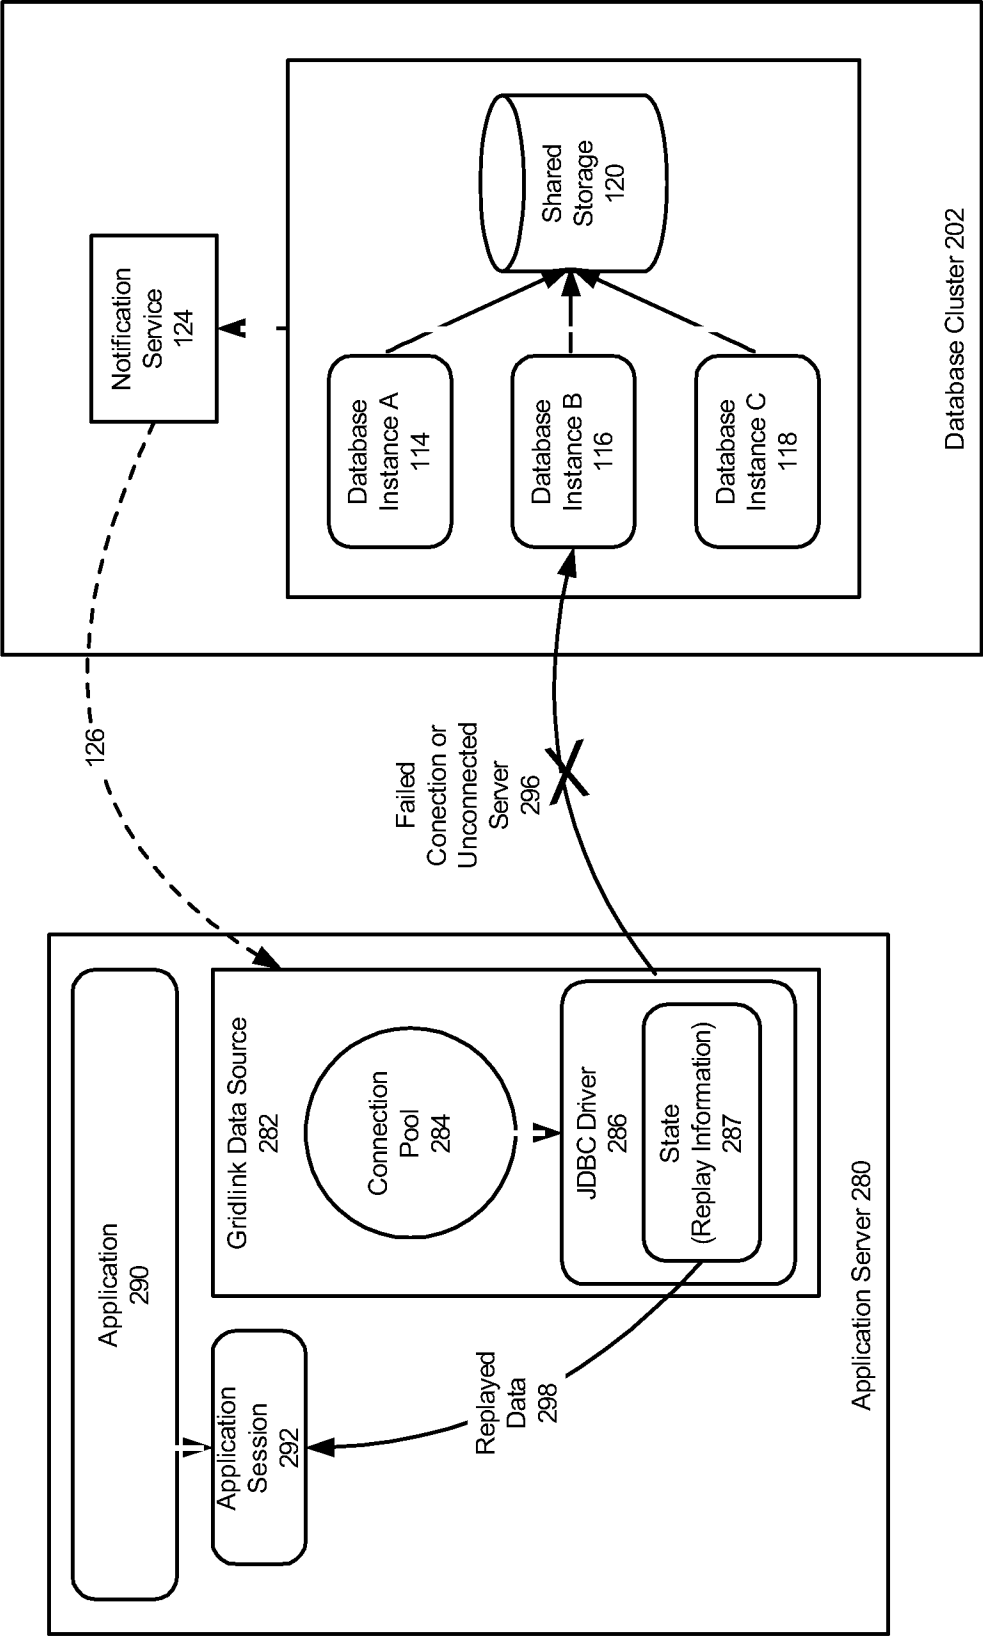 Application
290
Application
Session
292
Gridlink Data Source
282
Connection
Pool
284
JDBC Driver
286
State
(Replay Information)
287
Replayed
Data
298
Application Server 280
126
Failed
Conection or
Unconnected
Server
296
Notification
Service
124
Database
Instance A
114
Database
Instance B
116
Database
Instance C
118
Shared
Storage
120
Database Cluster 202